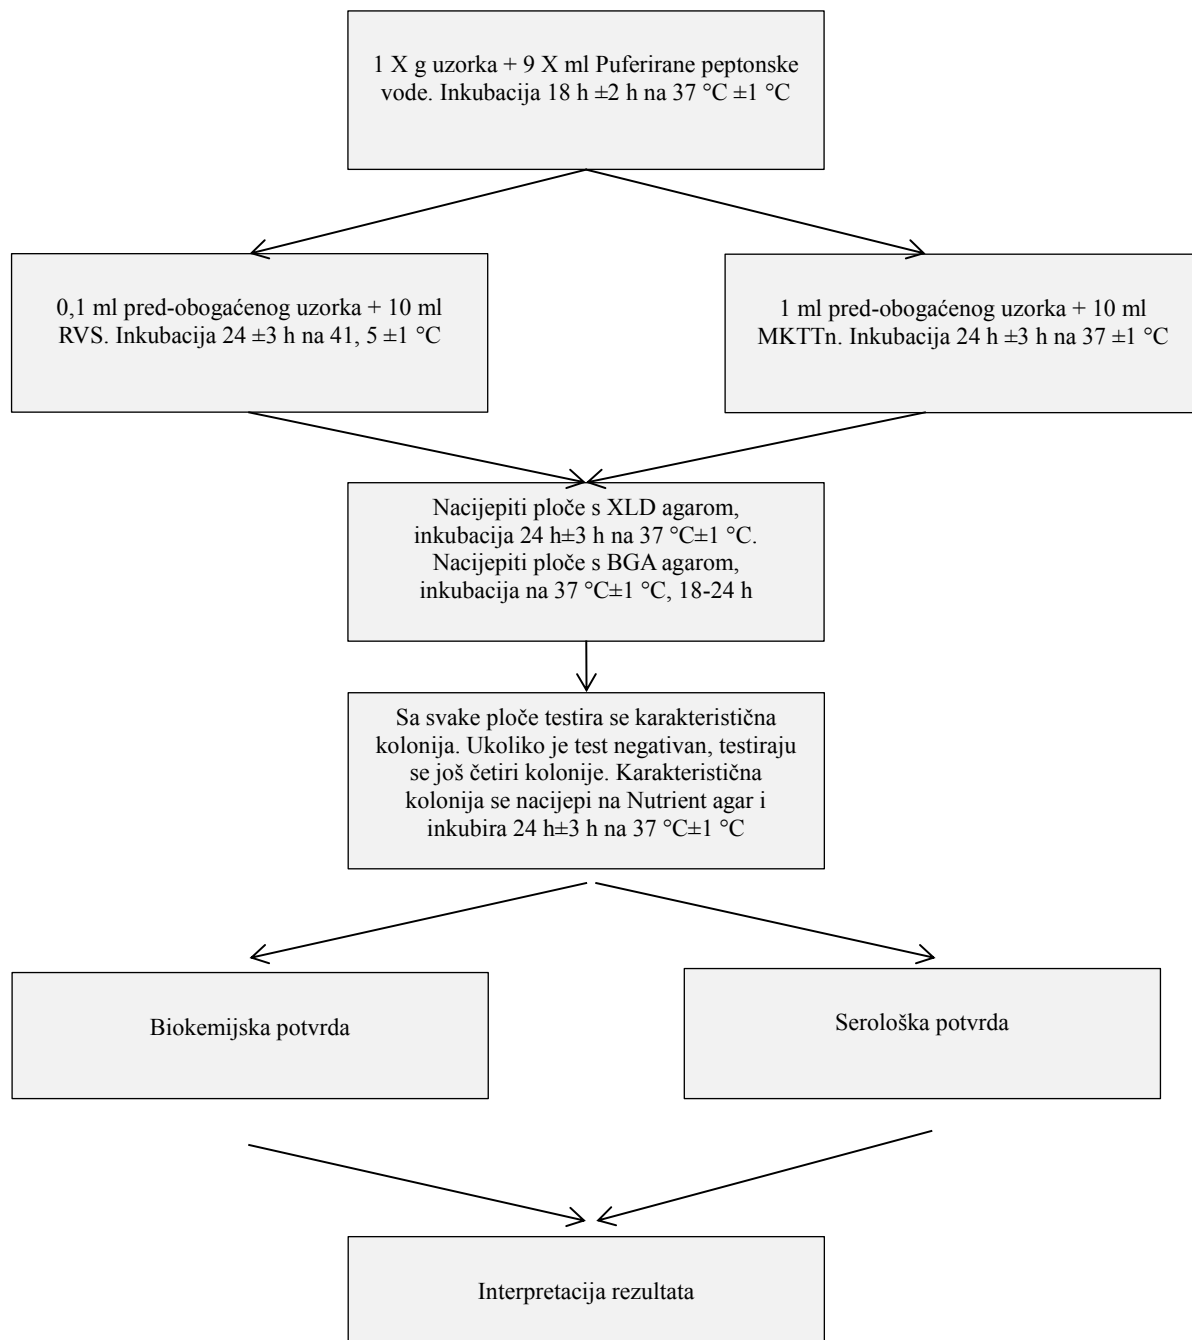 1 X g uzorka + 9 X ml Puferirane peptonske
vode. Inkubacija 18 h ±2 h na 37 °C ±1 °C
0,1 ml pred-obogaćenog uzorka + 10 ml
RVS. Inkubacija 24 ±3 h na 41, 5 ±1 °C
1 ml pred-obogaćenog uzorka + 10 ml
MKTTn. Inkubacija 24 h ±3 h na 37 ±1 °C
Nacijepiti ploče s XLD agarom,
inkubacija 24 h±3 h na 37 °C±1 °C.
Nacijepiti ploče s BGA agarom,
inkubacija na 37 °C±1 °C, 18-24 h
Sa svake ploče testira se karakteristična
kolonija. Ukoliko je test negativan, testiraju
se još četiri kolonije. Karakteristična
kolonija se nacijepi na Nutrient agar i
inkubira 24 h±3 h na 37 °C±1 °C
Biokemijska potvrda
Serološka potvrda
Interpretacija rezultata